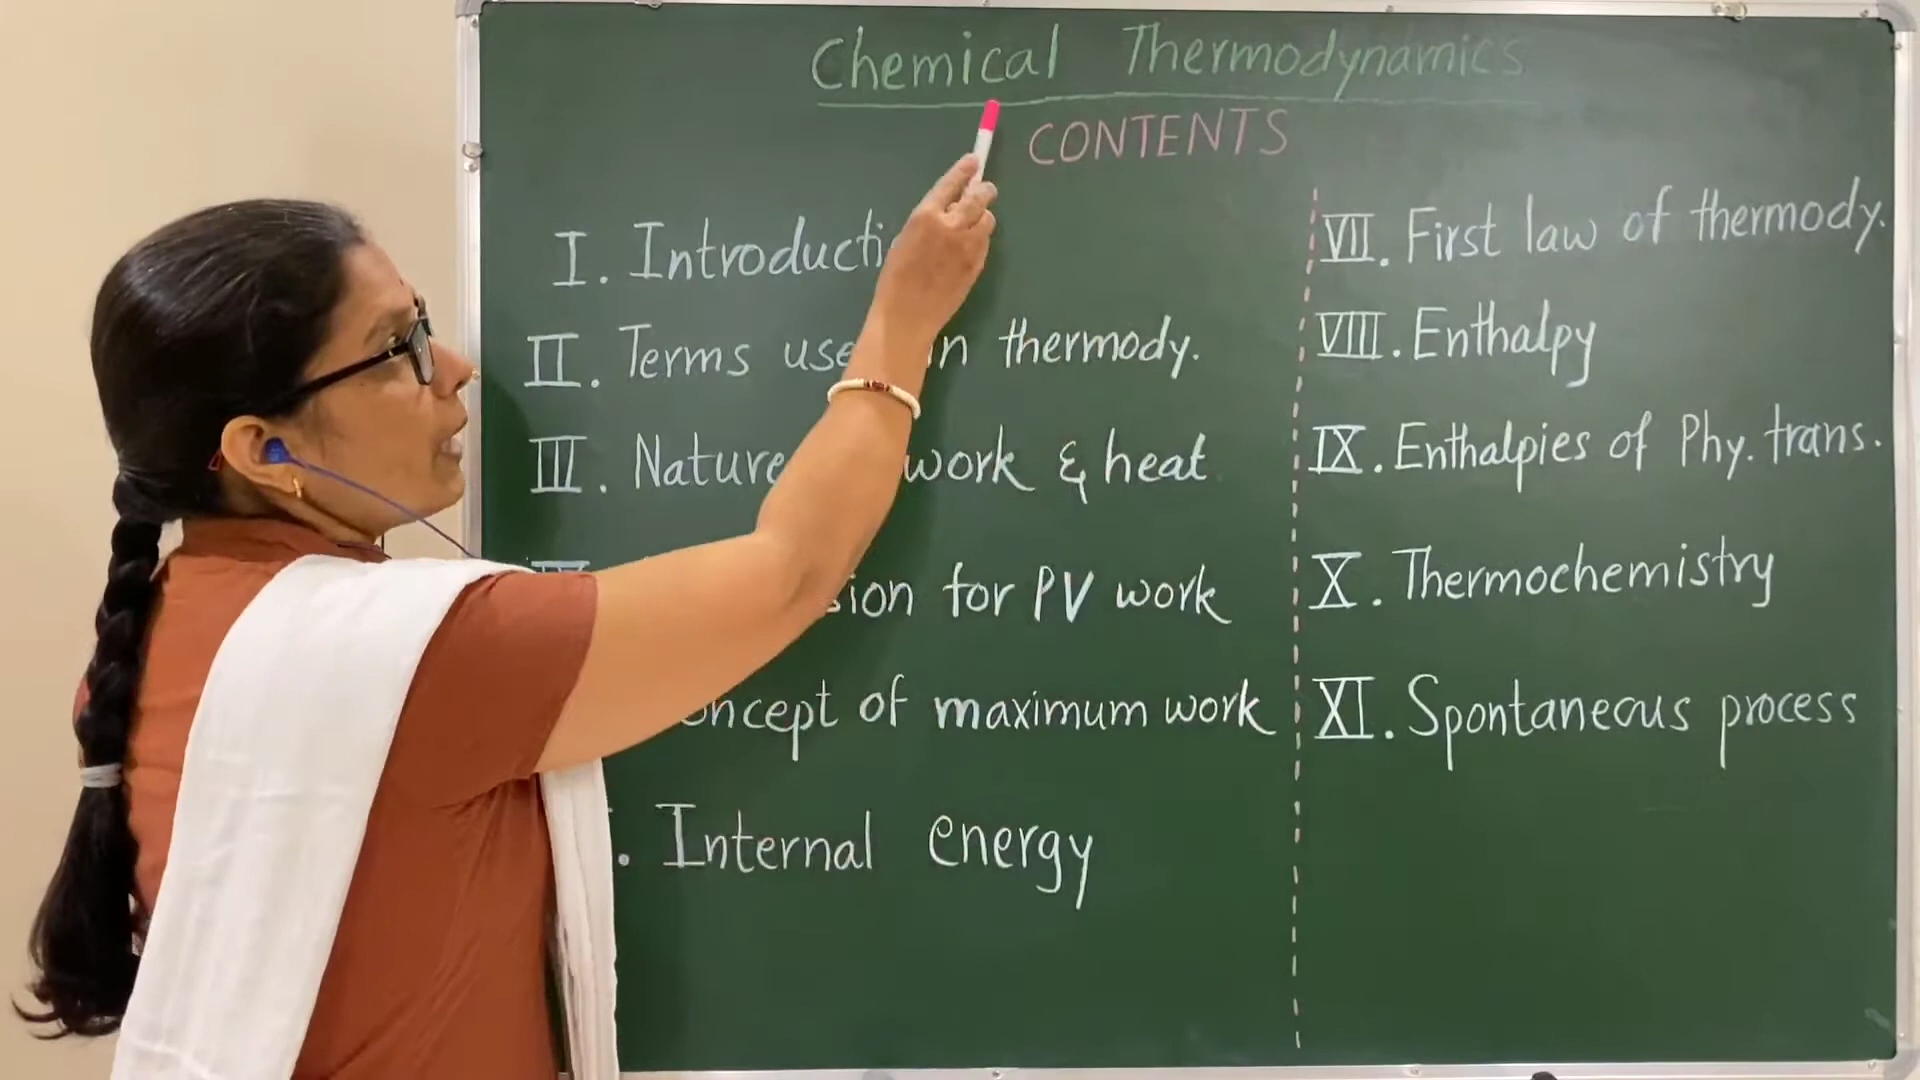 Chemical Thermodynamics
CONTENTS
I. Introducti
II. Terms use in thermody.
III. Nature work & heat
sion for PV work
oncept of maximum work
. Internal energy
VII. First law of thermody.
VIII. Enthalpy
IX. Enthalpies of Phy. trans.
X. Thermochemistry
XI. Spontaneous process